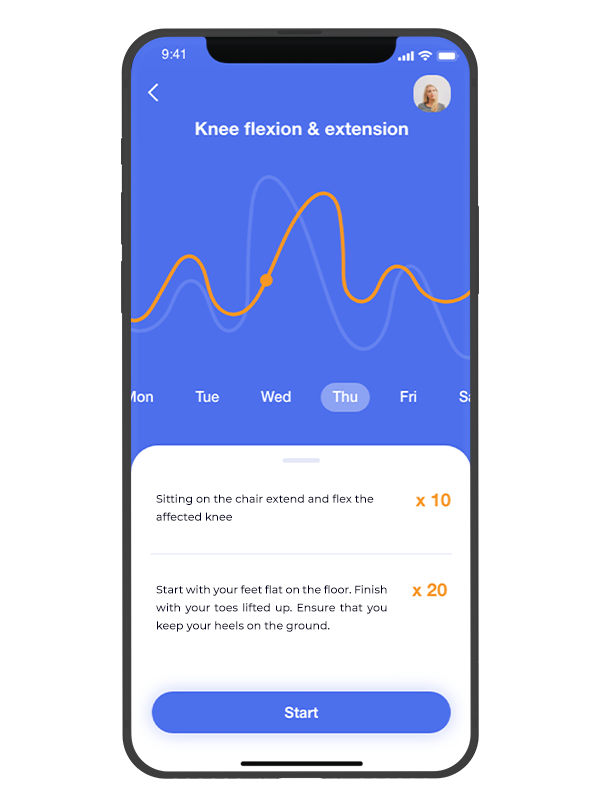 9:41
Knee flexion & extension
Mon Tue Wed Thu Fri Sa
Sitting on the chair extend and flex the
affected knee
x 10
Start with your feet flat on the floor. Finish
with your toes lifted up. Ensure that you
keep your heels on the ground.
x 20
Start